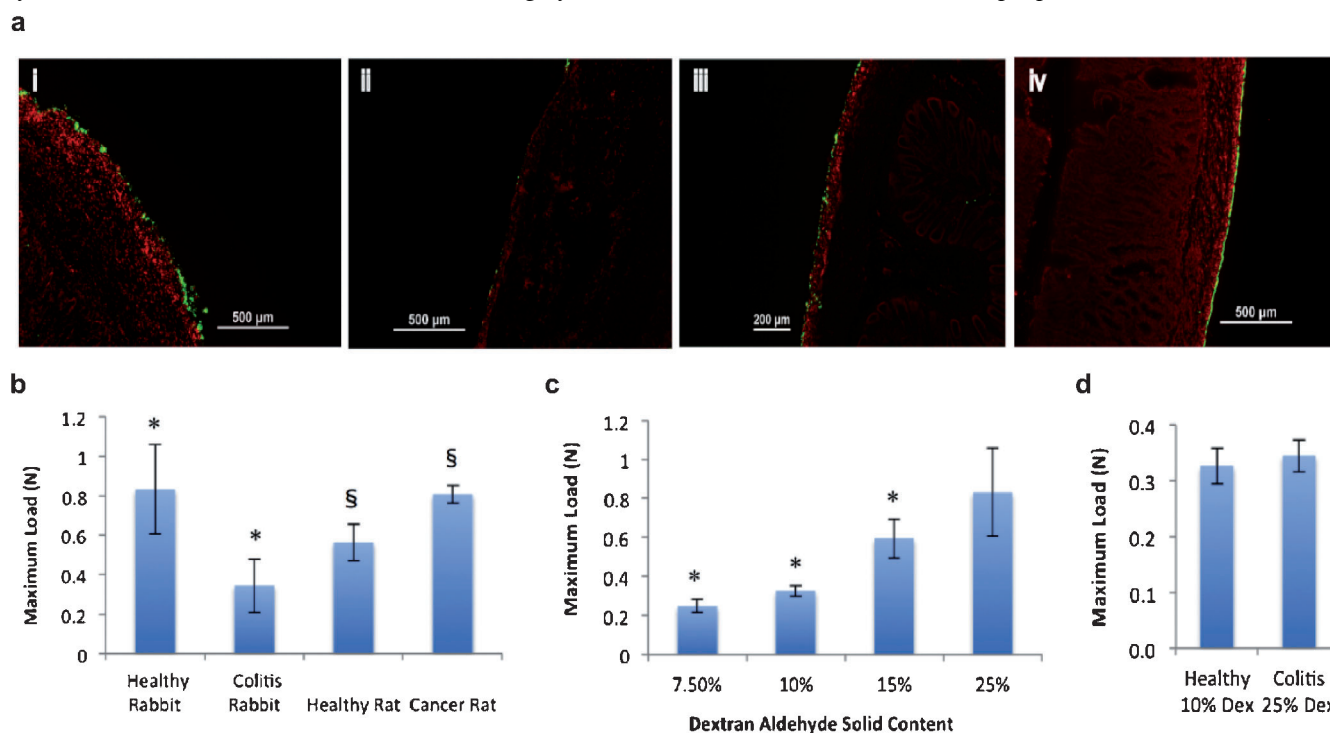 a
i ii iii iv
500 µm 500 µm 200 µm 500 µm
b c d
1.2
1
0.8
0.6
0.4
0.2
0
Maximum Load (N)
* * § §
Healthy Rabbit
Colitis Rabbit
Healthy Rat
Cancer Rat
1.2
1
0.8
0.6
0.4
0.2
0
Maximum Load (N)
* * *
7.50% 10% 15% 25%
Dextran Aldehyde Solid Content
0.4
0.3
0.2
0.1
0.0
Maximum Load (N)
Healthy 10% Dex
Colitis 25% Dex